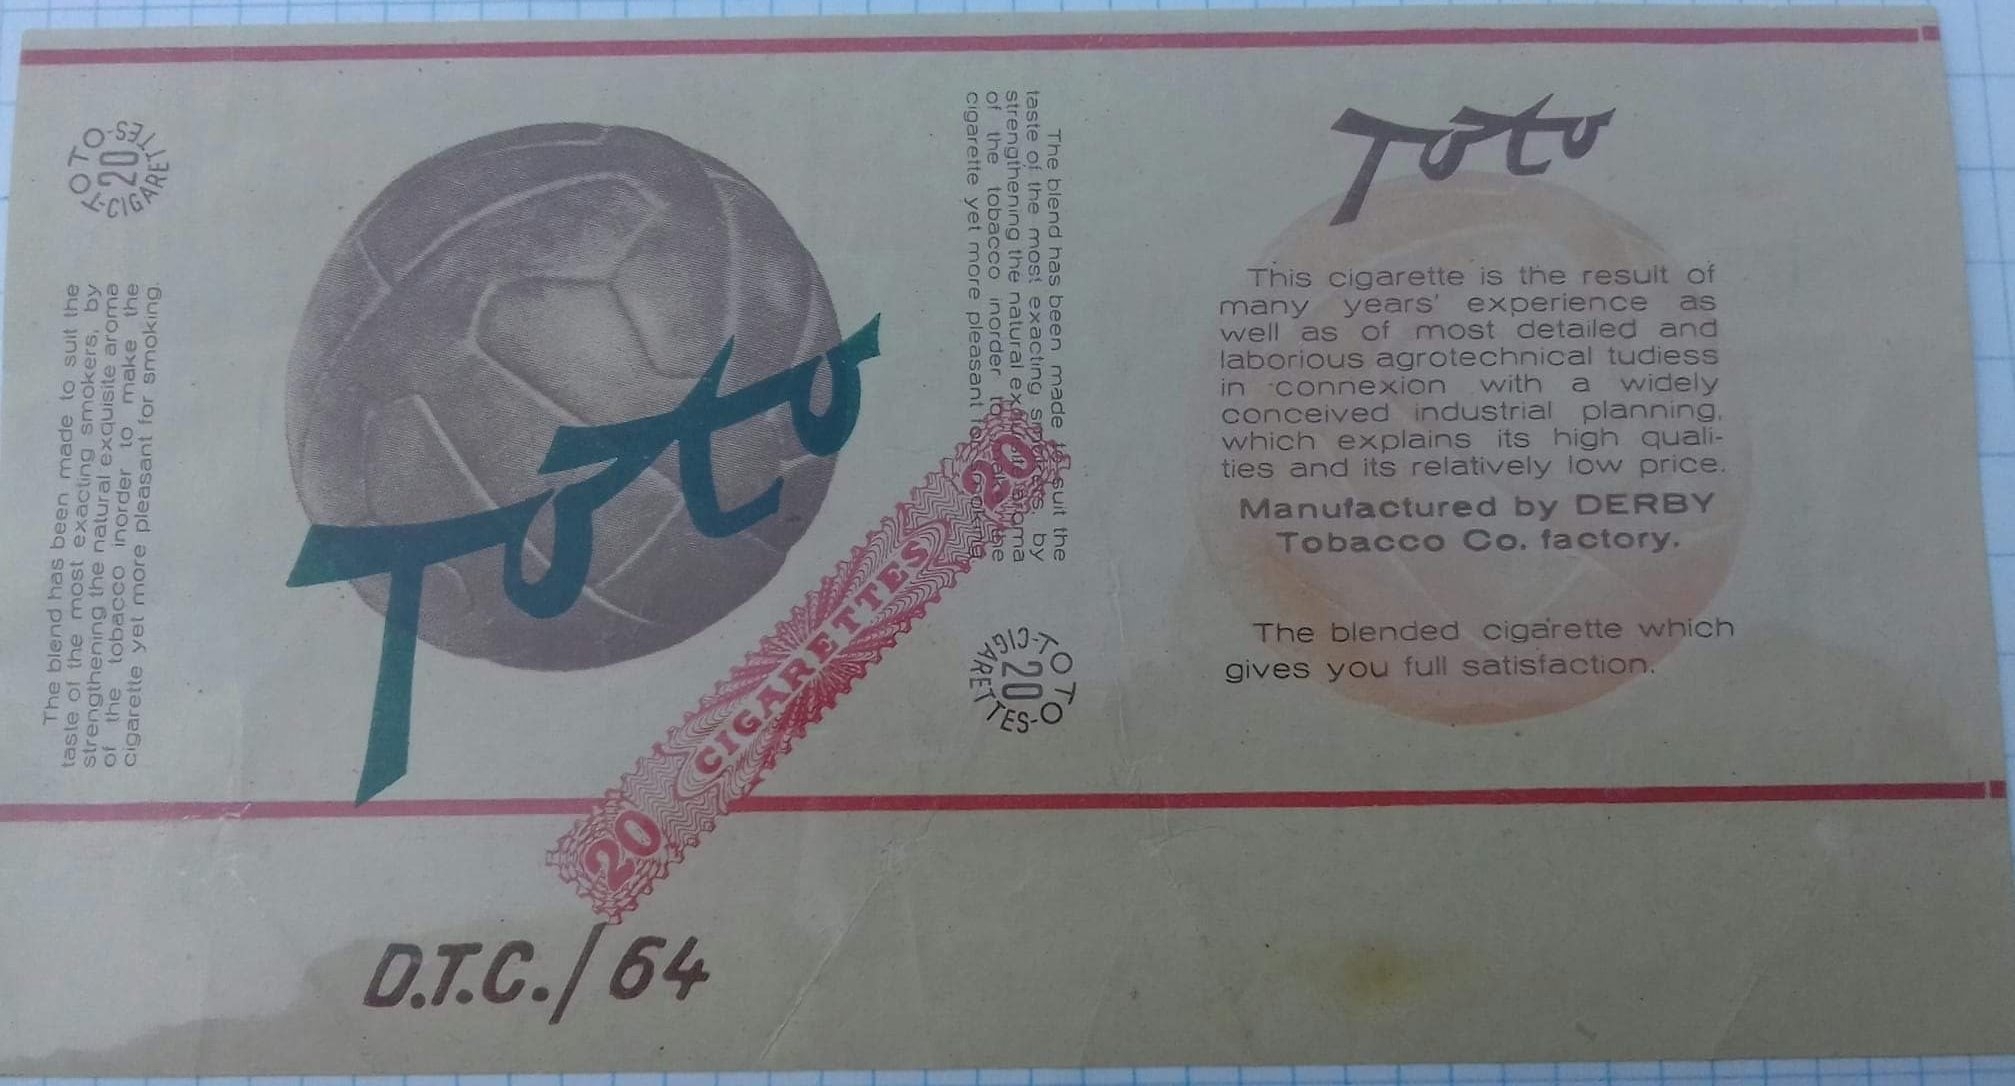 TOTO-CIGARETTES-
20
The blend has been made to suit the
taste of the most exacting smokers, by
strengthening the natural exquisite aroma
of the tobacco inorder to make the
cigarette yet more pleasant for smoking.
Toto
20 CIGARETTES 20
D.T.C./64
The blend has been made to suit the
taste of the most exacting smokers, by
strengthening the natural exquisite aroma
of the tobacco inorder to make the
cigarette yet more pleasant for smoking.
TOTO-CIGARETTES-
20
Toto
This cigarette is the result of
many years' experience as
well as of most detailed and
laborious agrotechnical tudiess
in connexion with a widely
conceived industrial planning,
which explains its high quali-
ties and its relatively low price.
Manufactured by DERBY
Tobacco Co. factory.
The blended cigarette which
gives you full satisfaction.